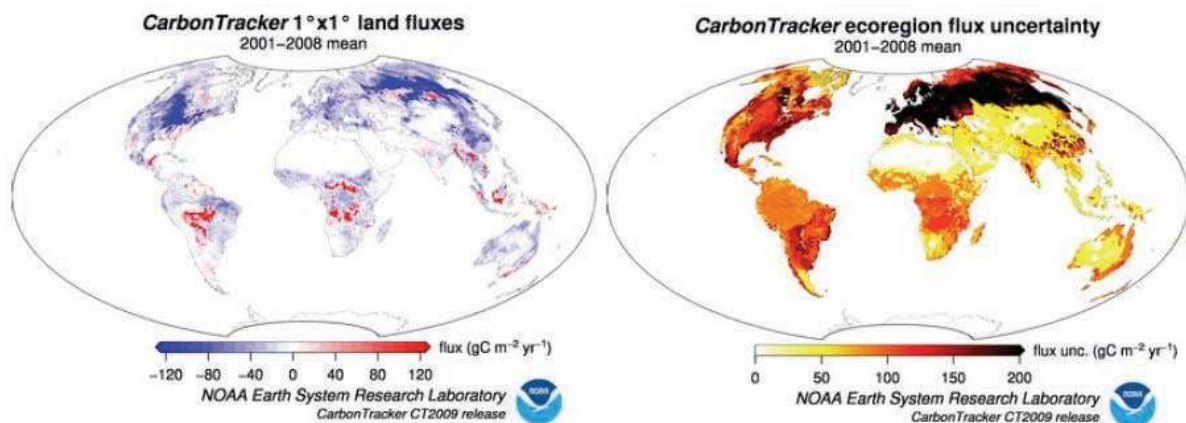 CarbonTracker 1°x1° land fluxes
2001–2008 mean
flux (gC m⁻² yr⁻¹)
−120 −80 −40 0 40 80 120
NOAA Earth System Research Laboratory
CarbonTracker CT2009 release
NOAA
CarbonTracker ecoregion flux uncertainty
2001–2008 mean
flux unc. (gC m⁻² yr⁻¹)
0 50 100 150 200
NOAA Earth System Research Laboratory
CarbonTracker CT2009 release
NOAA